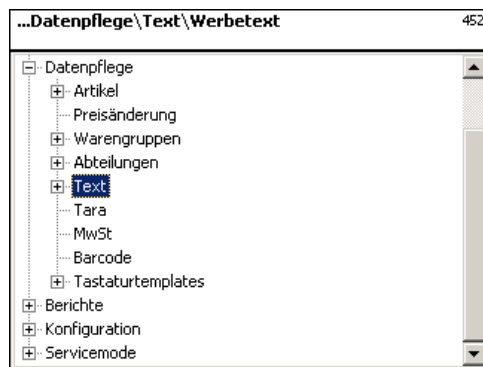 ...Datenpflege\Text\Werbetext 452
Datenpflege
Artikel
Preisänderung
Warengruppen
Abteilungen
Text
Tara
MwSt
Barcode
Tastaturtemplates
Berichte
Konfiguration
Servicemode